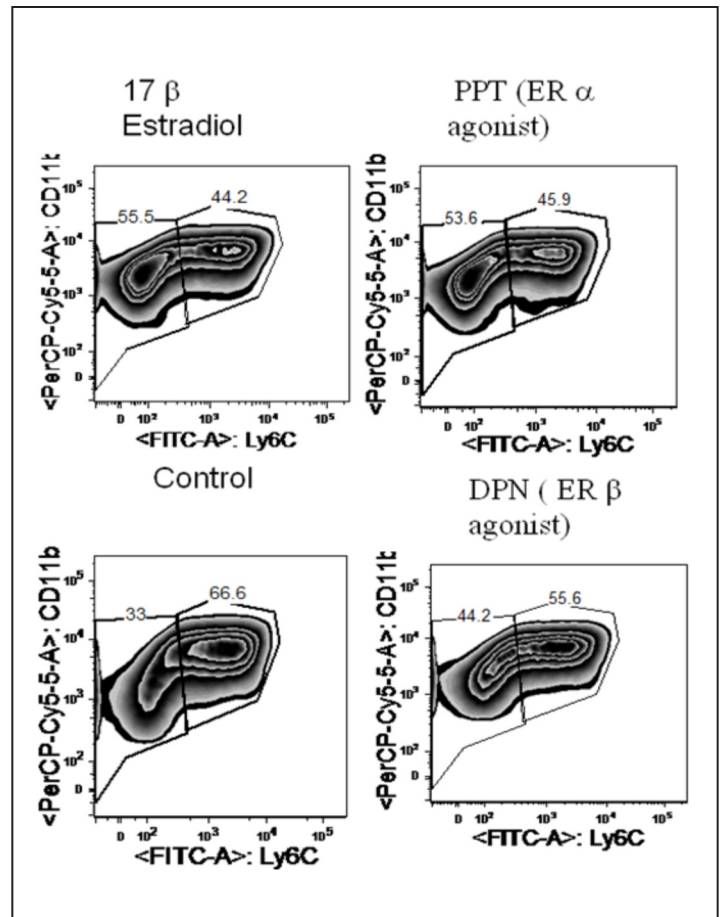 17 β
Estradiol
10⁵
10⁴
10³
10²
0
<PerCP-Cy5-5-A>: CD11b
55.5
44.2
0 10² 10³ 10⁴ 10⁵
<FITC-A>: Ly6C
PPT (ER α
agonist)
10⁵
10⁴
10³
10²
0
<PerCP-Cy5-5-A>: CD11b
53.6
45.9
0 10² 10³ 10⁴ 10⁵
<FITC-A>: Ly6C
Control
10⁵
10⁴
10³
10²
0
<PerCP-Cy5-5-A>: CD11b
33
66.6
0 10² 10³ 10⁴ 10⁵
<FITC-A>: Ly6C
DPN ( ER β
agonist)
10⁵
10⁴
10³
10²
0
<PerCP-Cy5-5-A>: CD11b
44.2
55.6
0 10² 10³ 10⁴ 10⁵
<FITC-A>: Ly6C